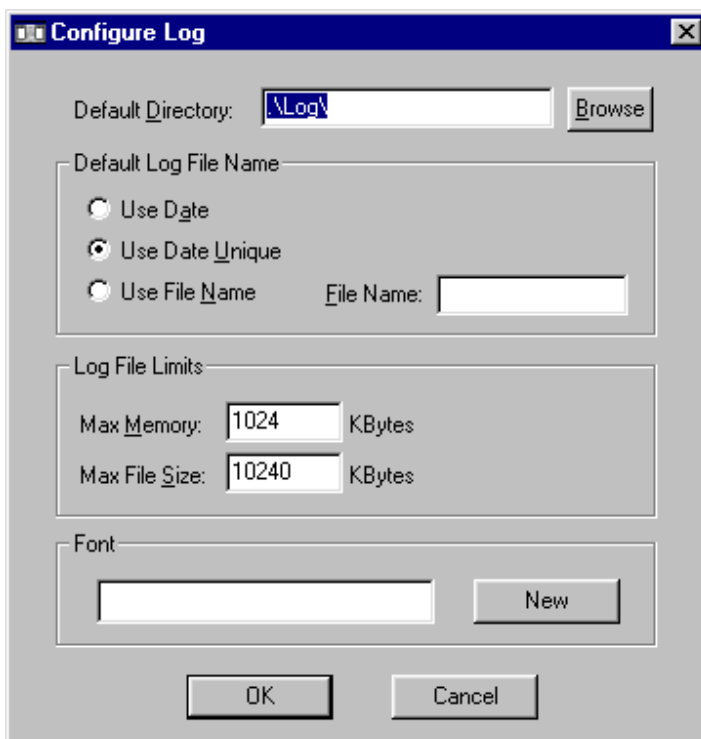 Configure Log
Default Directory: .\Log\ Browse
Default Log File Name
Use Date
Use Date Unique
Use File Name File Name:
Log File Limits
Max Memory: 1024 KBytes
Max File Size: 10240 KBytes
Font
New
OK Cancel